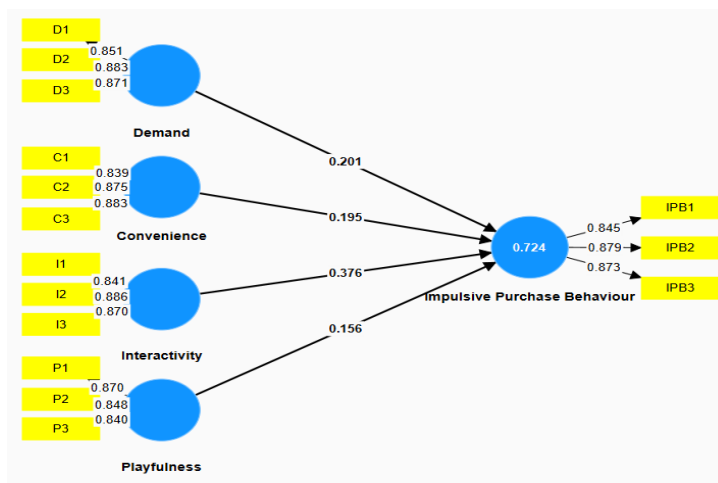 D1
0.851
D2
0.883
D3
0.871
Demand
C1
0.839
C2
0.875
C3
0.883
Convenience
I1
0.841
I2
0.886
I3
0.870
Interactivity
P1
0.870
P2
0.848
P3
0.840
Playfulness
0.201
0.195
0.376
0.156
0.724
Impulsive Purchase Behaviour
0.845
IPB1
0.879
IPB2
0.873
IPB3